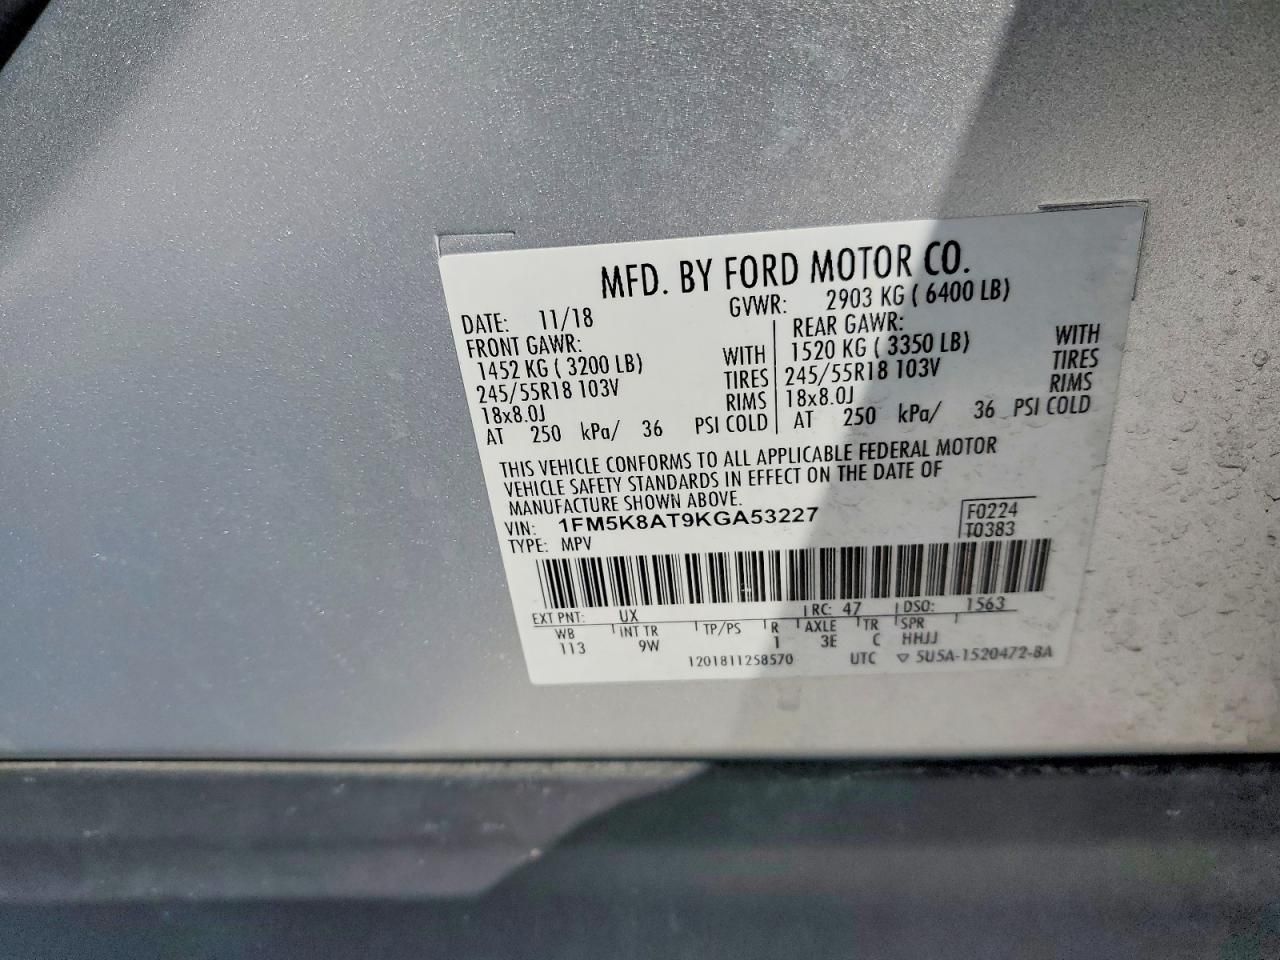 MFD. BY FORD MOTOR CO.
DATE: 11/18 GVWR: 2903 KG ( 6400 LB)
FRONT GAWR: REAR GAWR:
1452 KG ( 3200 LB) WITH 1520 KG ( 3350 LB) WITH
245/55R18 103V TIRES 245/55R18 103V TIRES
18x8.0J RIMS 18x8.0J RIMS
AT 250 kPa/ 36 PSI COLD AT 250 kPa/ 36 PSI COLD
THIS VEHICLE CONFORMS TO ALL APPLICABLE FEDERAL MOTOR
VEHICLE SAFETY STANDARDS IN EFFECT ON THE DATE OF
MANUFACTURE SHOWN ABOVE.
VIN: 1FM5K8AT9KGA53227 F0224
TYPE: MPV T0383
EXT PNT: UX RC: 47 DSO: 1563
WB INT TR TP/PS R AXLE TR SPR
113 9W 1 3E C HHJJ
1201811258570 UTC ▽ 5U5A-1520472-BA